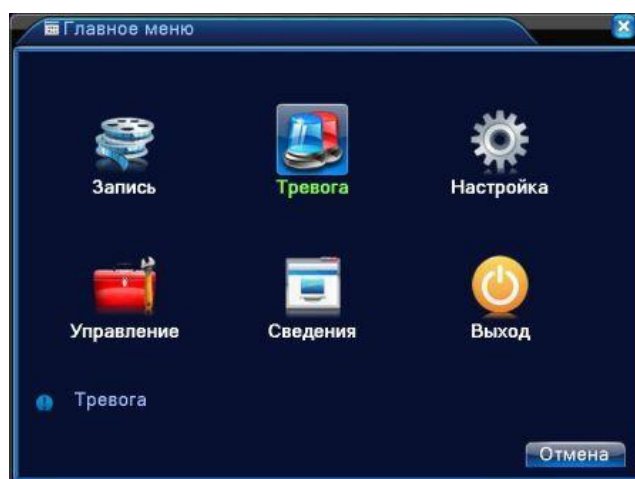 Главное меню
Запись
Тревога
Настройка
Управление
Сведения
Выход
Тревога
Отмена